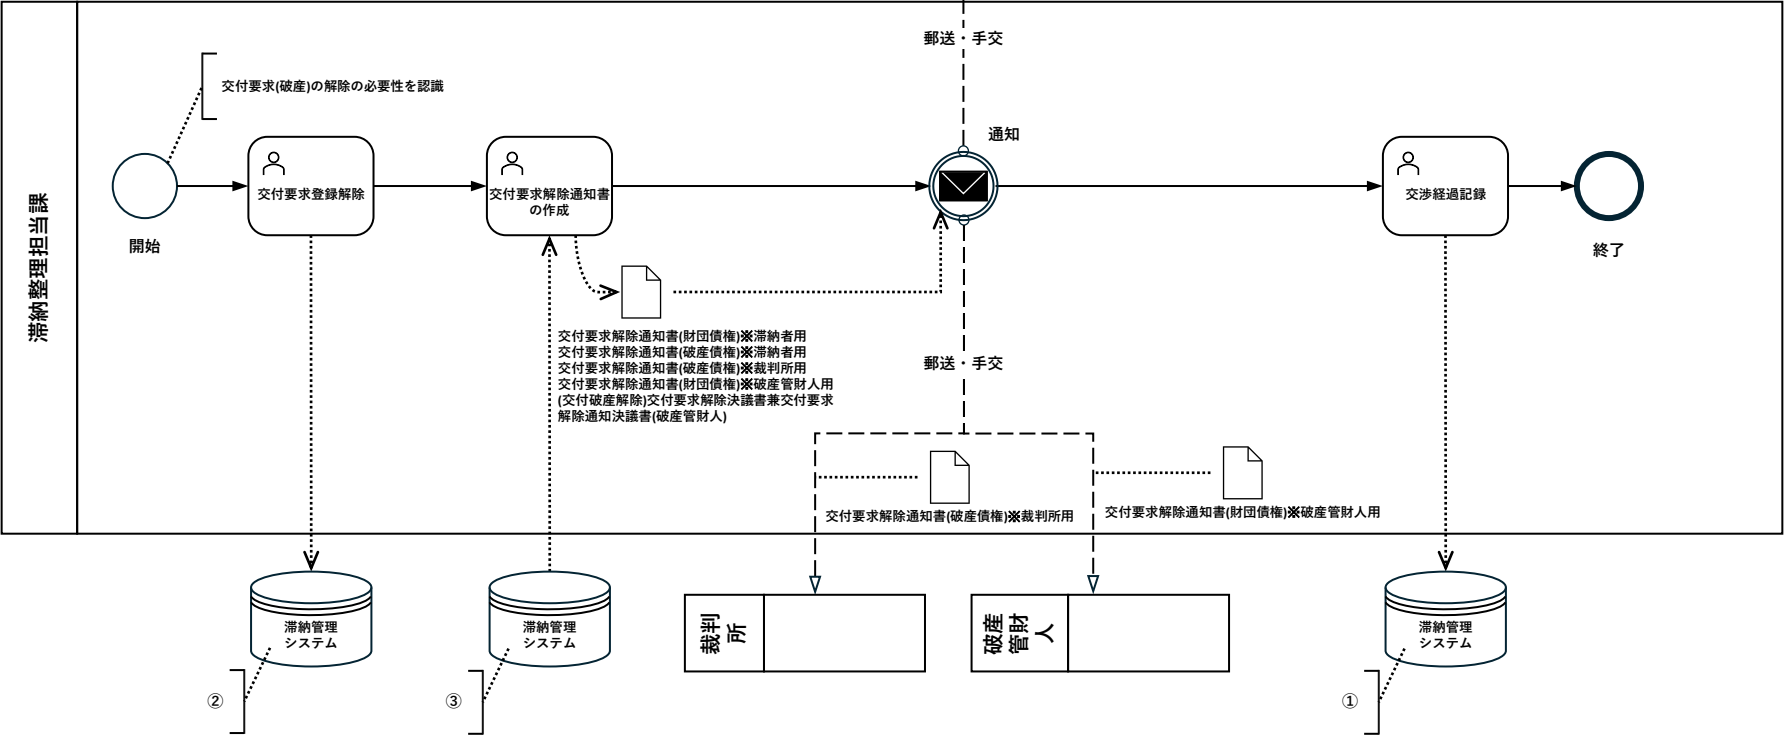 郵送・手交
交付要求(破産)の解除の必要性を認識
通知
交付要求登録解除
交付要求解除通知書
の作成
交渉経過記録
開始
終了
滞納整理担当課
交付要求解除通知書(財団債権)※滞納者用
交付要求解除通知書(破産債権)※滞納者用
交付要求解除通知書(破産債権)※裁判所用
交付要求解除通知書(財団債権)※破産管財人用
(交付破産解除)交付要求解除決議書兼交付要求
解除通知決議書(破産管財人)
郵送・手交
交付要求解除通知書(破産債権)※裁判所用
交付要求解除通知書(財団債権)※破産管財人用
滞納管理
システム
滞納管理
システム
裁判
所
破産
管財
人
滞納管理
システム
②
③
①